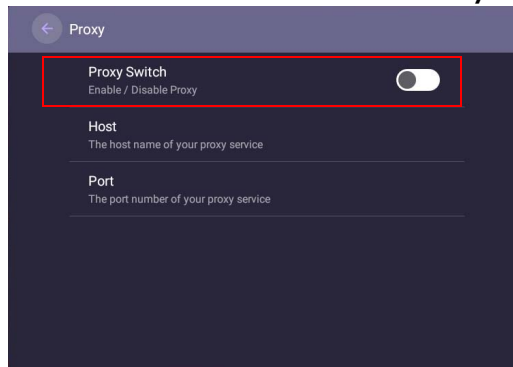 Proxy
Proxy Switch
Enable / Disable Proxy
Host
The host name of your proxy service
Port
The port number of your proxy service